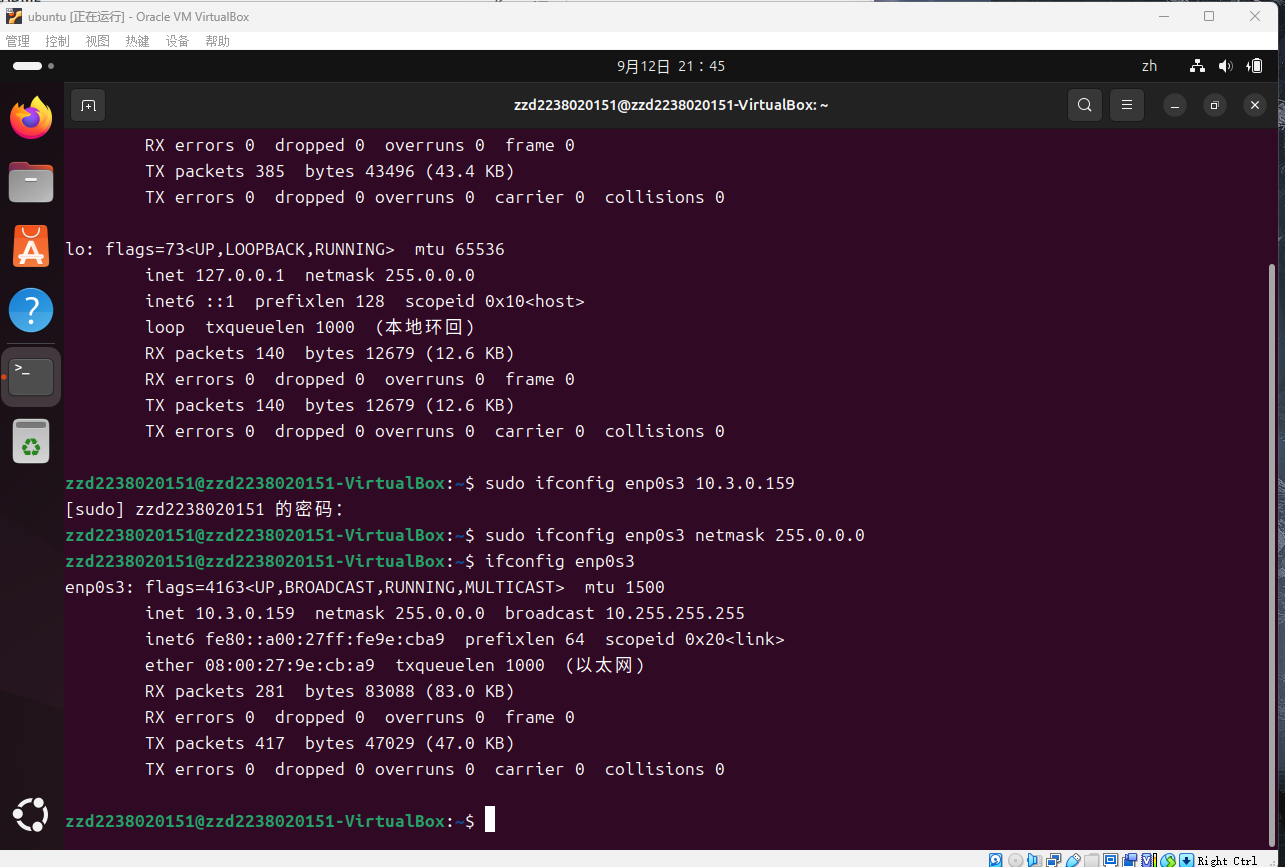 ubuntu [正在运行] - Oracle VM VirtualBox
管理 控制 视图 热键 设备 帮助
9月12日 21：45
zh
zzd2238020151@zzd2238020151-VirtualBox: ~
RX errors 0  dropped 0  overruns 0  frame 0
TX packets 385  bytes 43496 (43.4 KB)
TX errors 0  dropped 0 overruns 0  carrier 0  collisions 0
lo: flags=73<UP,LOOPBACK,RUNNING>  mtu 65536
inet 127.0.0.1  netmask 255.0.0.0
inet6 ::1  prefixlen 128  scopeid 0x10<host>
loop  txqueuelen 1000  (本地环回)
RX packets 140  bytes 12679 (12.6 KB)
RX errors 0  dropped 0  overruns 0  frame 0
TX packets 140  bytes 12679 (12.6 KB)
TX errors 0  dropped 0 overruns 0  carrier 0  collisions 0
zzd2238020151@zzd2238020151-VirtualBox:~$ sudo ifconfig enp0s3 10.3.0.159
[sudo] zzd2238020151 的密码：
zzd2238020151@zzd2238020151-VirtualBox:~$ sudo ifconfig enp0s3 netmask 255.0.0.0
zzd2238020151@zzd2238020151-VirtualBox:~$ ifconfig enp0s3
enp0s3: flags=4163<UP,BROADCAST,RUNNING,MULTICAST>  mtu 1500
inet 10.3.0.159  netmask 255.0.0.0  broadcast 10.255.255.255
inet6 fe80::a00:27ff:fe9e:cba9  prefixlen 64  scopeid 0x20<link>
ether 08:00:27:9e:cb:a9  txqueuelen 1000  (以太网)
RX packets 281  bytes 83088 (83.0 KB)
RX errors 0  dropped 0  overruns 0  frame 0
TX packets 417  bytes 47029 (47.0 KB)
TX errors 0  dropped 0 overruns 0  carrier 0  collisions 0
zzd2238020151@zzd2238020151-VirtualBox:~$
Right Ctrl